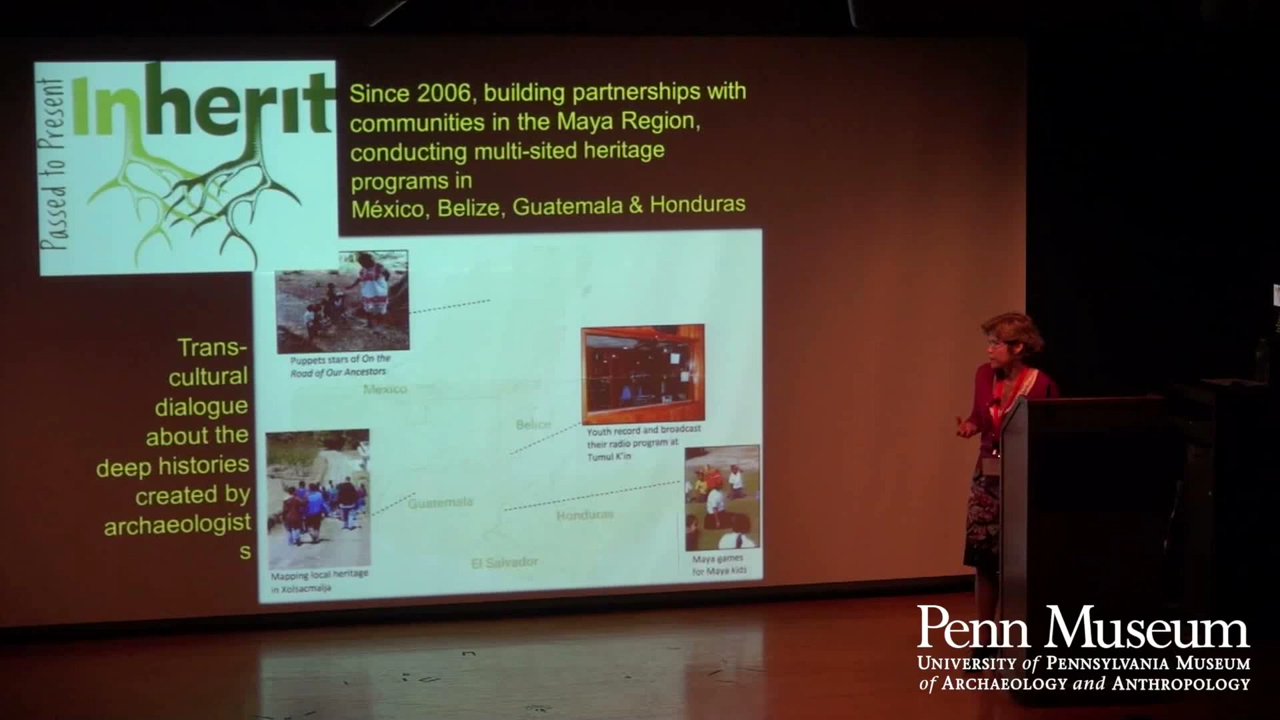 Passed to Present
Inherit
Since 2006, building partnerships with
communities in the Maya Region,
conducting multi-sited heritage
programs in
México, Belize, Guatemala & Honduras
Trans-
cultural
dialogue
about the
deep histories
created by
archaeologist
s
Puppets stars of On the
Road of Our Ancestors
Mexico
Belize
Youth record and broadcast
their radio program at
Tumul K'in
Guatemala
Honduras
El Salvador
Mapping local heritage
in Xolsacmalja
Maya games
for Maya kids
Penn Museum
UNIVERSITY of PENNSYLVANIA MUSEUM
of ARCHAEOLOGY and ANTHROPOLOGY